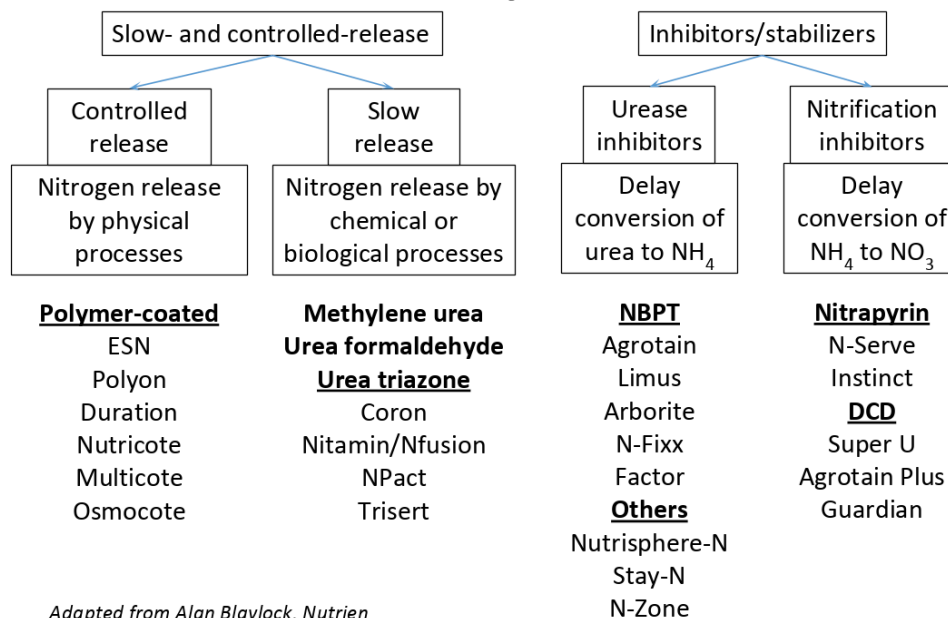 Slow- and controlled-release
Controlled
release
Nitrogen release
by physical
processes
Polymer-coated
ESN
Polyon
Duration
Nutricote
Multicote
Osmocote
Slow
release
Nitrogen release by
chemical or
biological processes
Methylene urea
Urea formaldehyde
Urea triazone
Coron
Nitamin/Nfusion
NPact
Trisert
Inhibitors/stabilizers
Urease
inhibitors
Delay
conversion of
urea to NH₄
NBPT
Agrotain
Limus
Arborite
N-Fixx
Factor
Others
Nutrisphere-N
Stay-N
N-Zone
Nitrification
inhibitors
Delay
conversion of
NH₄ to NO₃
Nitrapyrin
N-Serve
Instinct
DCD
Super U
Agrotain Plus
Guardian
Adapted from Alan Blaylock, Nutrien